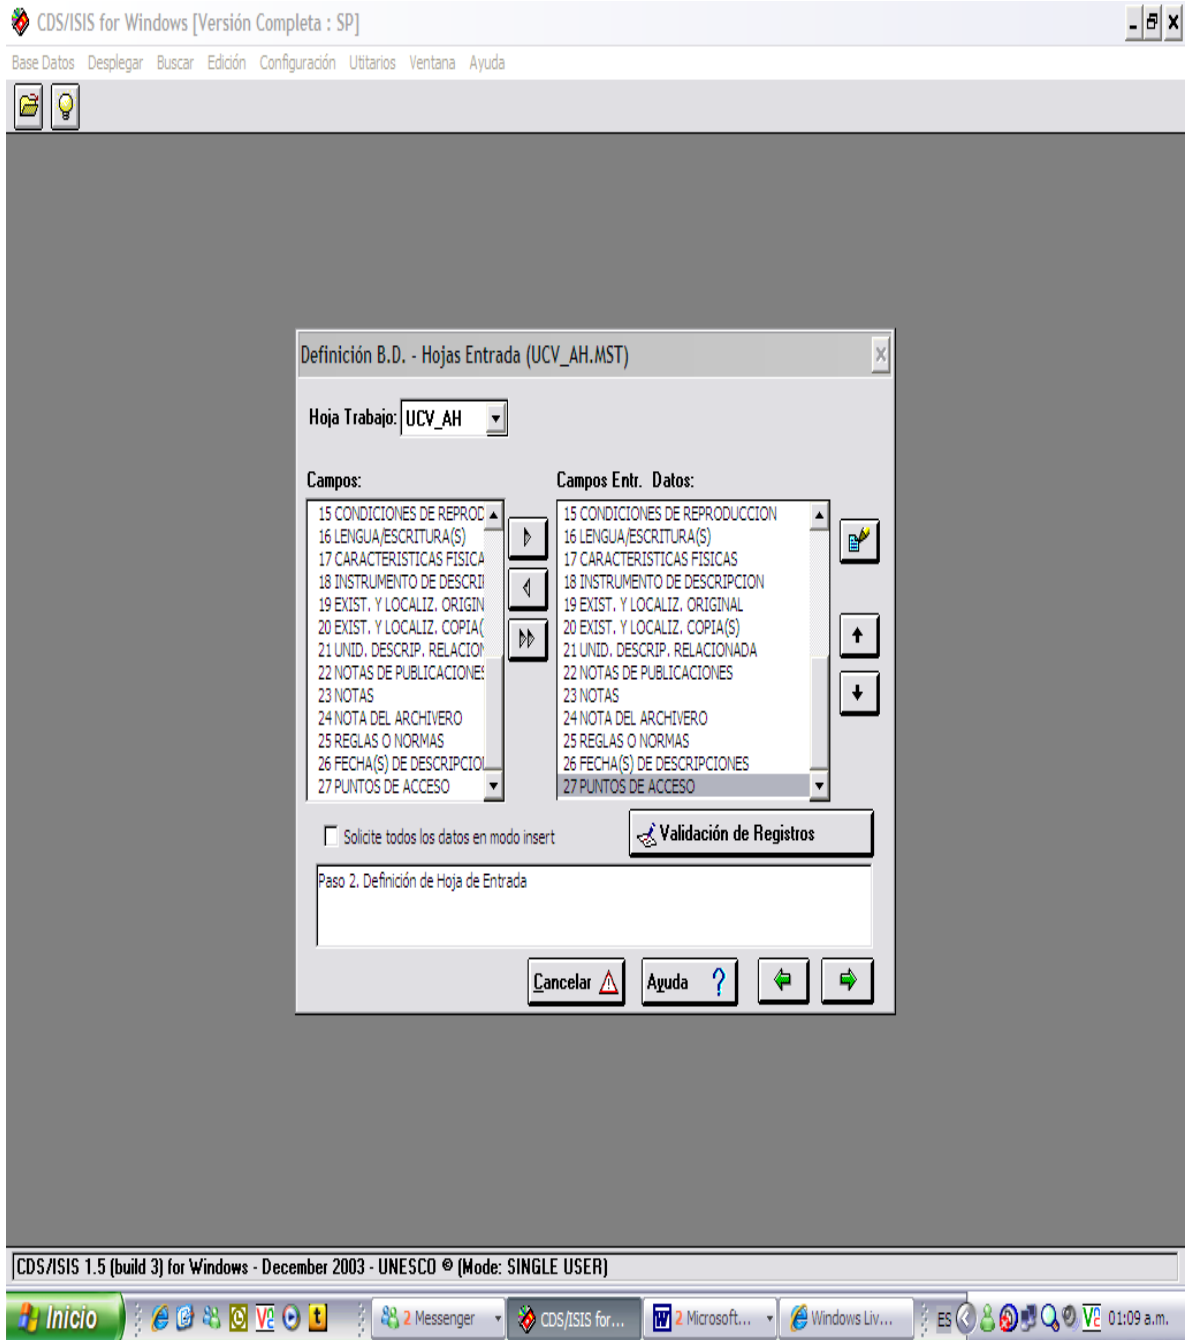 CDS/ISIS for Windows [Versión Completa : SP]
Base Datos Desplegar Buscar Edición Configuración Utitarios Ventana Ayuda
Definición B.D. - Hojas Entrada (UCV_AH.MST)
Hoja Trabajo: UCV_AH
Campos:
15 CONDICIONES DE REPROD
16 LENGUA/ESCRITURA(S)
17 CARACTERISTICAS FISICA
18 INSTRUMENTO DE DESCRI
19 EXIST. Y LOCALIZ. ORIGIN
20 EXIST. Y LOCALIZ. COPIA(
21 UNID. DESCRIP. RELACION
22 NOTAS DE PUBLICACIONES
23 NOTAS
24 NOTA DEL ARCHIVERO
25 REGLAS O NORMAS
26 FECHA(S) DE DESCRIPCIO
27 PUNTOS DE ACCESO
Campos Entr. Datos:
15 CONDICIONES DE REPRODUCCION
16 LENGUA/ESCRITURA(S)
17 CARACTERISTICAS FISICAS
18 INSTRUMENTO DE DESCRIPCION
19 EXIST. Y LOCALIZ. ORIGINAL
20 EXIST. Y LOCALIZ. COPIA(S)
21 UNID. DESCRIP. RELACIONADA
22 NOTAS DE PUBLICACIONES
23 NOTAS
24 NOTA DEL ARCHIVERO
25 REGLAS O NORMAS
26 FECHA(S) DE DESCRIPCIONES
27 PUNTOS DE ACCESO
Solicite todos los datos en modo insert
Validación de Registros
Paso 2. Definición de Hoja de Entrada
Cancelar
Ayuda ?
CDS/ISIS 1.5 (build 3) for Windows - December 2003 - UNESCO © (Mode: SINGLE USER)
Inicio
2 Messenger
CDS/ISIS for...
2 Microsoft...
Windows Liv...
ES
01:09 a.m.